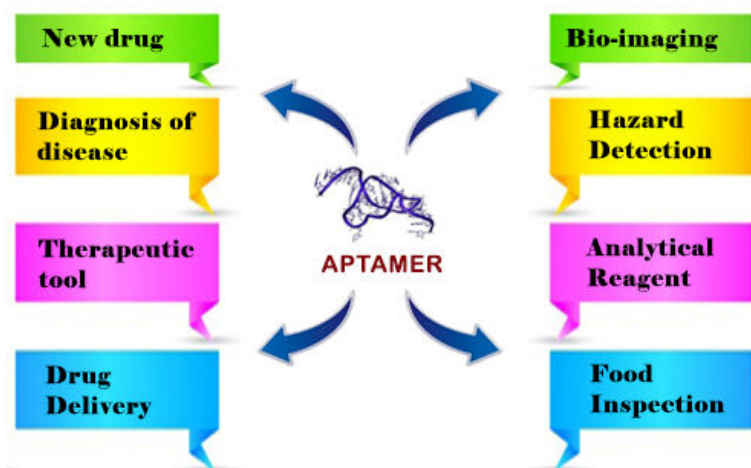 New drug
Diagnosis of
disease
Therapeutic
tool
Drug
Delivery
APTAMER
Bio-imaging
Hazard
Detection
Analytical
Reagent
Food
Inspection